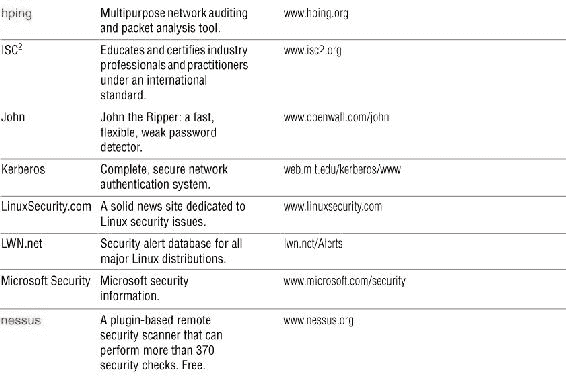 hping Multipurpose network auditing www.hping.org
and packet analysis tool.
ISC² Educates and certifies industry www.isc2.org
professionals and practitioners
under an international
standard.
John John the Ripper: a fast, www.openwall.com/john
flexible, weak password
detector.
Kerberos Complete, secure network web.mit.edu/kerberos/www
authentication system.
LinuxSecurity.com A solid news site dedicated to www.linuxsecurity.com
Linux security issues.
LWN.net Security alert database for all lwn.net/Alerts
major Linux distributions.
Microsoft Security Microsoft security www.microsoft.com/security
information.
nessus A plugin-based remote www.nessus.org
security scanner that can
perform more than 370
security checks. Free.